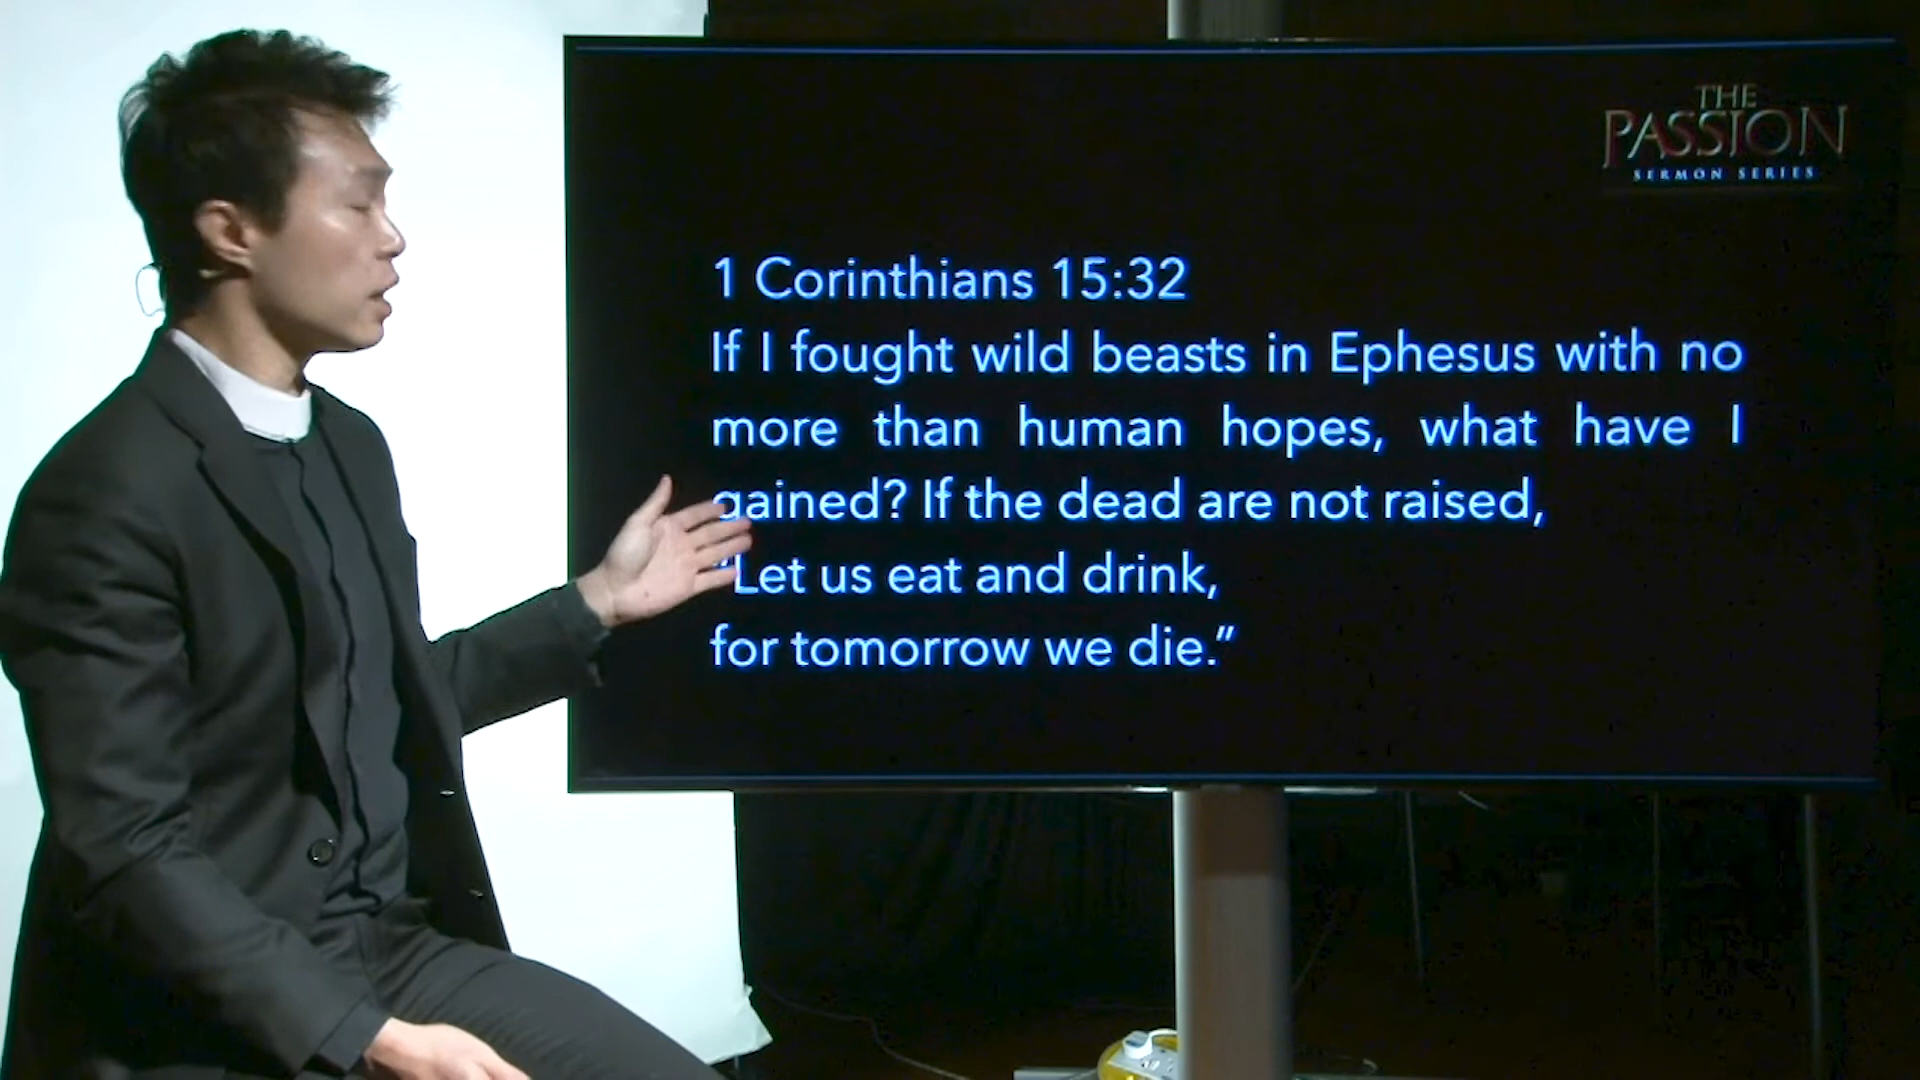 THE
PASSION
SERMON SERIES
1 Corinthians 15:32
If I fought wild beasts in Ephesus with no
more than human hopes, what have I
gained? If the dead are not raised,
“Let us eat and drink,
for tomorrow we die.”